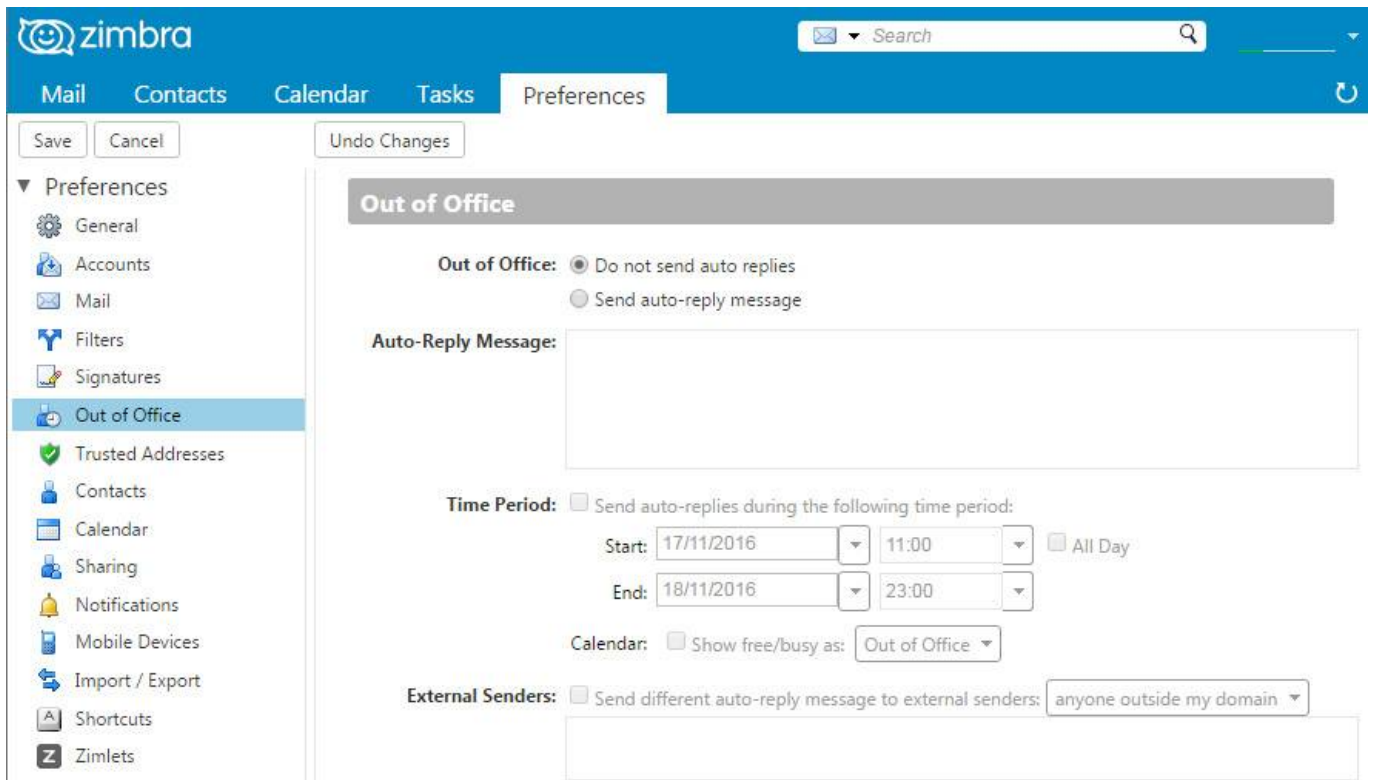 zimbra
Search
Mail Contacts Calendar Tasks Preferences
Save Cancel Undo Changes
Preferences
General
Accounts
Mail
Filters
Signatures
Out of Office
Trusted Addresses
Contacts
Calendar
Sharing
Notifications
Mobile Devices
Import / Export
Shortcuts
Zimlets
Out of Office
Out of Office: Do not send auto replies
Send auto-reply message
Auto-Reply Message:
Time Period: Send auto-replies during the following time period:
Start: 17/11/2016 11:00 All Day
End: 18/11/2016 23:00
Calendar: Show free/busy as: Out of Office
External Senders: Send different auto-reply message to external senders: anyone outside my domain